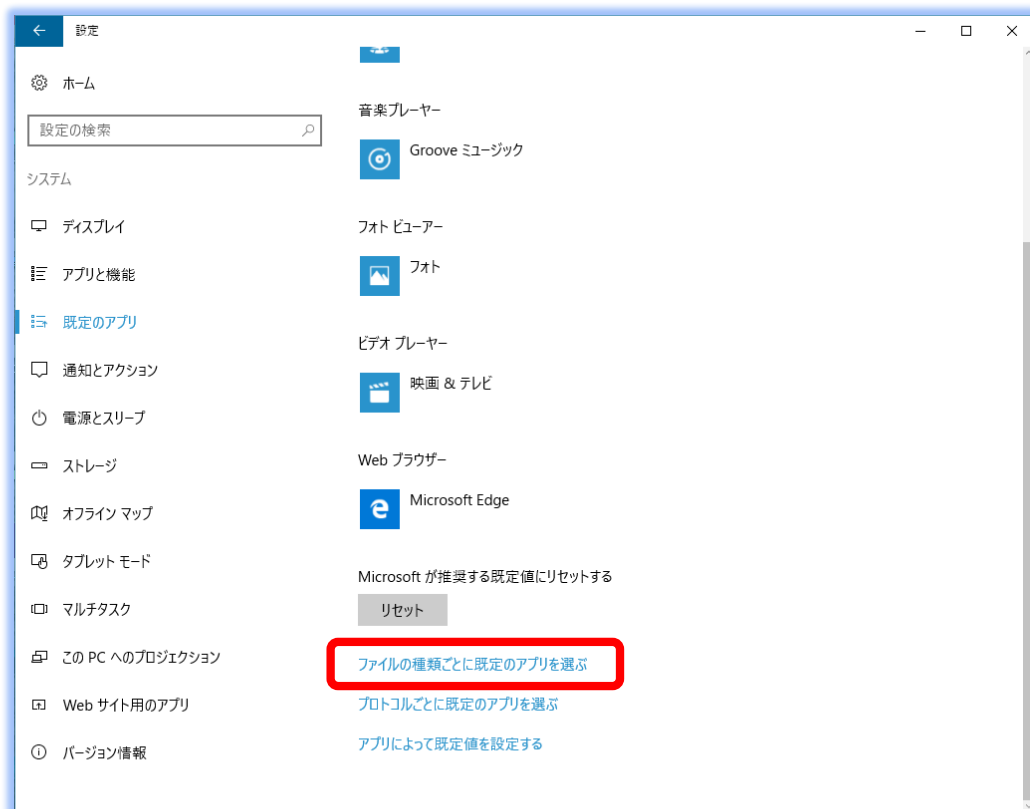 設定
ホーム
設定の検索
システム
ディスプレイ
アプリと機能
既定のアプリ
通知とアクション
電源とスリープ
ストレージ
オフライン マップ
タブレット モード
マルチタスク
この PC へのプロジェクション
Web サイト用のアプリ
バージョン情報
音楽プレーヤー
Groove ミュージック
フォト ビューアー
フォト
ビデオ プレーヤー
映画 & テレビ
Web ブラウザー
Microsoft Edge
Microsoft が推奨する既定値にリセットする
リセット
ファイルの種類ごとに既定のアプリを選ぶ
プロトコルごとに既定のアプリを選ぶ
アプリによって既定値を設定する